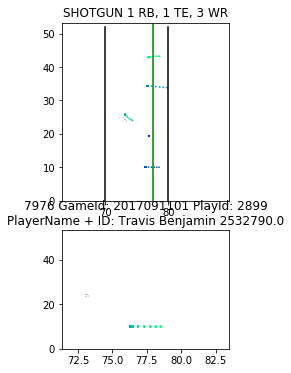 SHOTGUN 1 RB, 1 TE, 3 WR
50
40
30
20
10
0
70 80
7976 GameId: 2017091101 PlayId: 2899
PlayerName + ID: Travis Benjamin 2532790.0
40
20
0
72.5 75.0 77.5 80.0 82.5